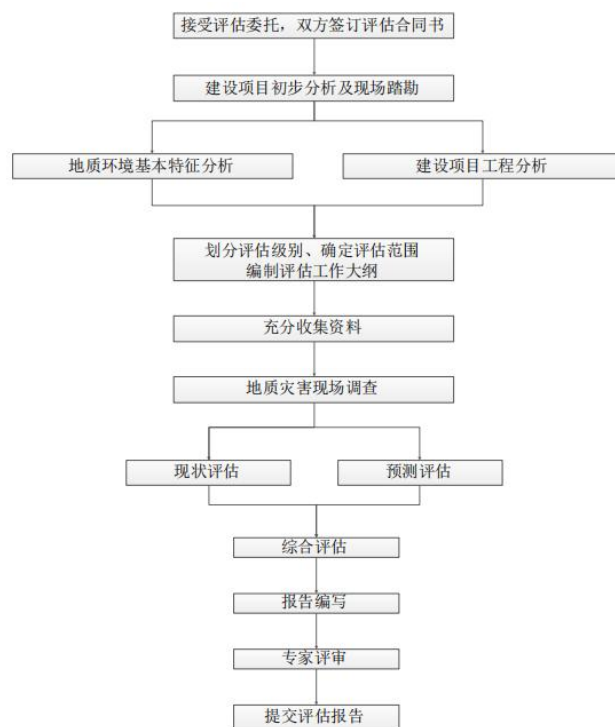 接受评估委托，双方签订评估合同书
建设项目初步分析及现场踏勘
地质环境基本特征分析
建设项目工程分析
划分评估级别、确定评估范围
编制评估工作大纲
充分收集资料
地质灾害现场调查
现状评估
预测评估
综合评估
报告编写
专家评审
提交评估报告